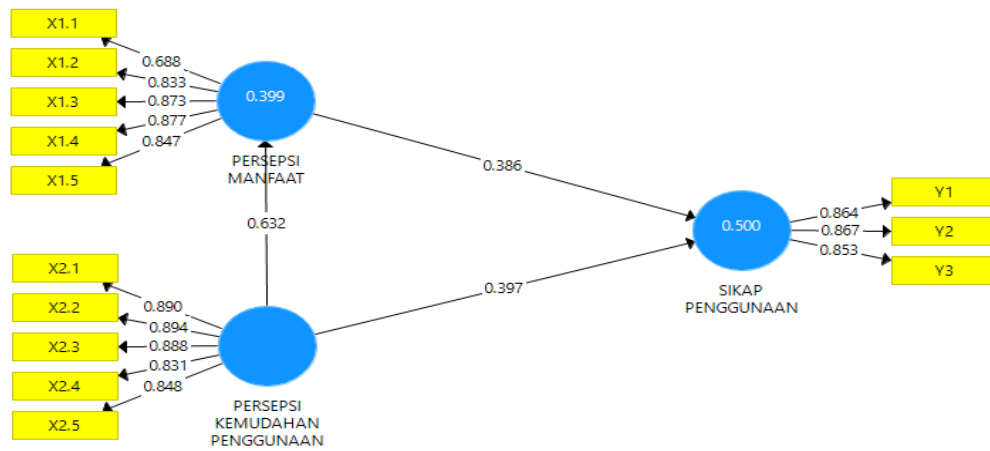 X1.1
X1.2
X1.3
X1.4
X1.5
0.688
0.833
0.873
0.877
0.847
0.399
PERSEPSI
MANFAAT
0.386
0.632
0.397
X2.1
X2.2
X2.3
X2.4
X2.5
0.890
0.894
0.888
0.831
0.848
PERSEPSI
KEMUDAHAN
PENGGUNAAN
0.500
SIKAP
PENGGUNAAN
0.864
0.867
0.853
Y1
Y2
Y3